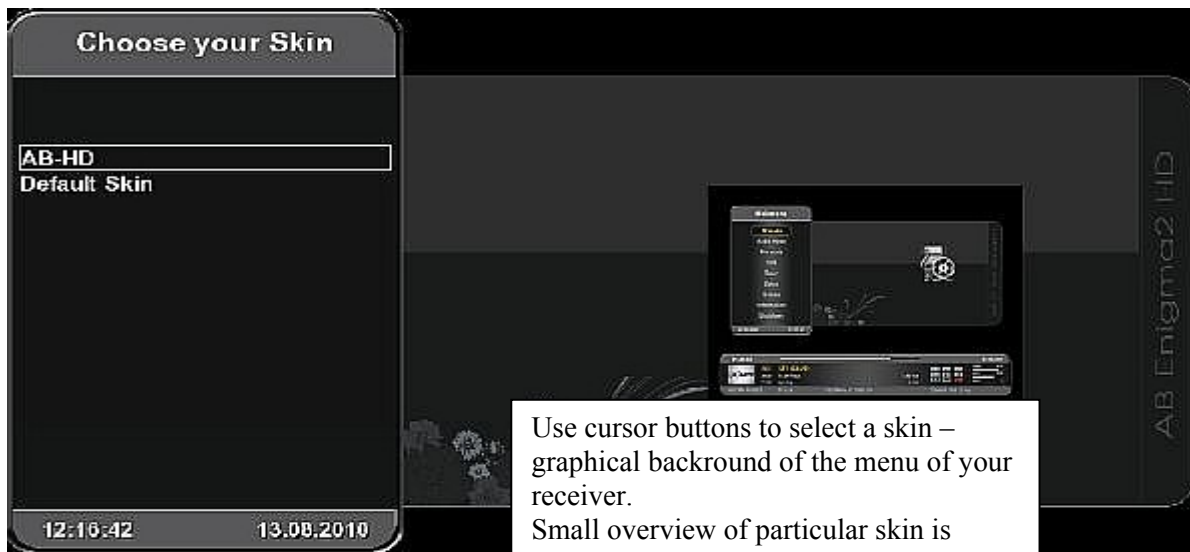 Choose your Skin
AB-HD
Default Skin
12:16:42
13.08.2010
AB Enigma2 HD
Use cursor buttons to select a skin –
graphical backround of the menu of your
receiver.
Small overview of particular skin is